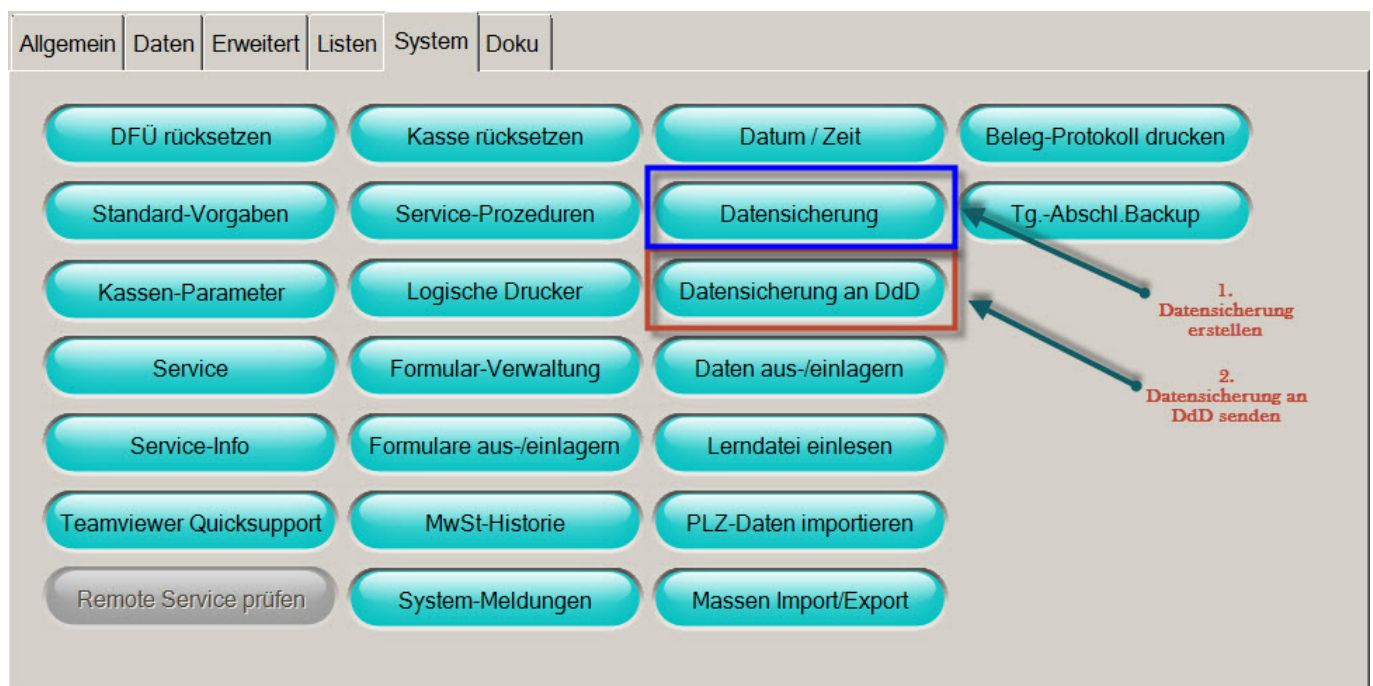 Allgemein Daten Erweitert Listen System Doku
DFÜ rücksetzen Kasse rücksetzen Datum / Zeit Beleg-Protokoll drucken
Standard-Vorgaben Service-Prozeduren Datensicherung Tg.-Abschl.Backup
Kassen-Parameter Logische Drucker Datensicherung an DdD
1.
Datensicherung
erstellen
Service Formular-Verwaltung Daten aus-/einlagern
2.
Datensicherung an
DdD senden
Service-Info Formulare aus-/einlagern Lerndatei einlesen
Teamviewer Quicksupport MwSt-Historie PLZ-Daten importieren
Remote Service prüfen System-Meldungen Massen Import/Export